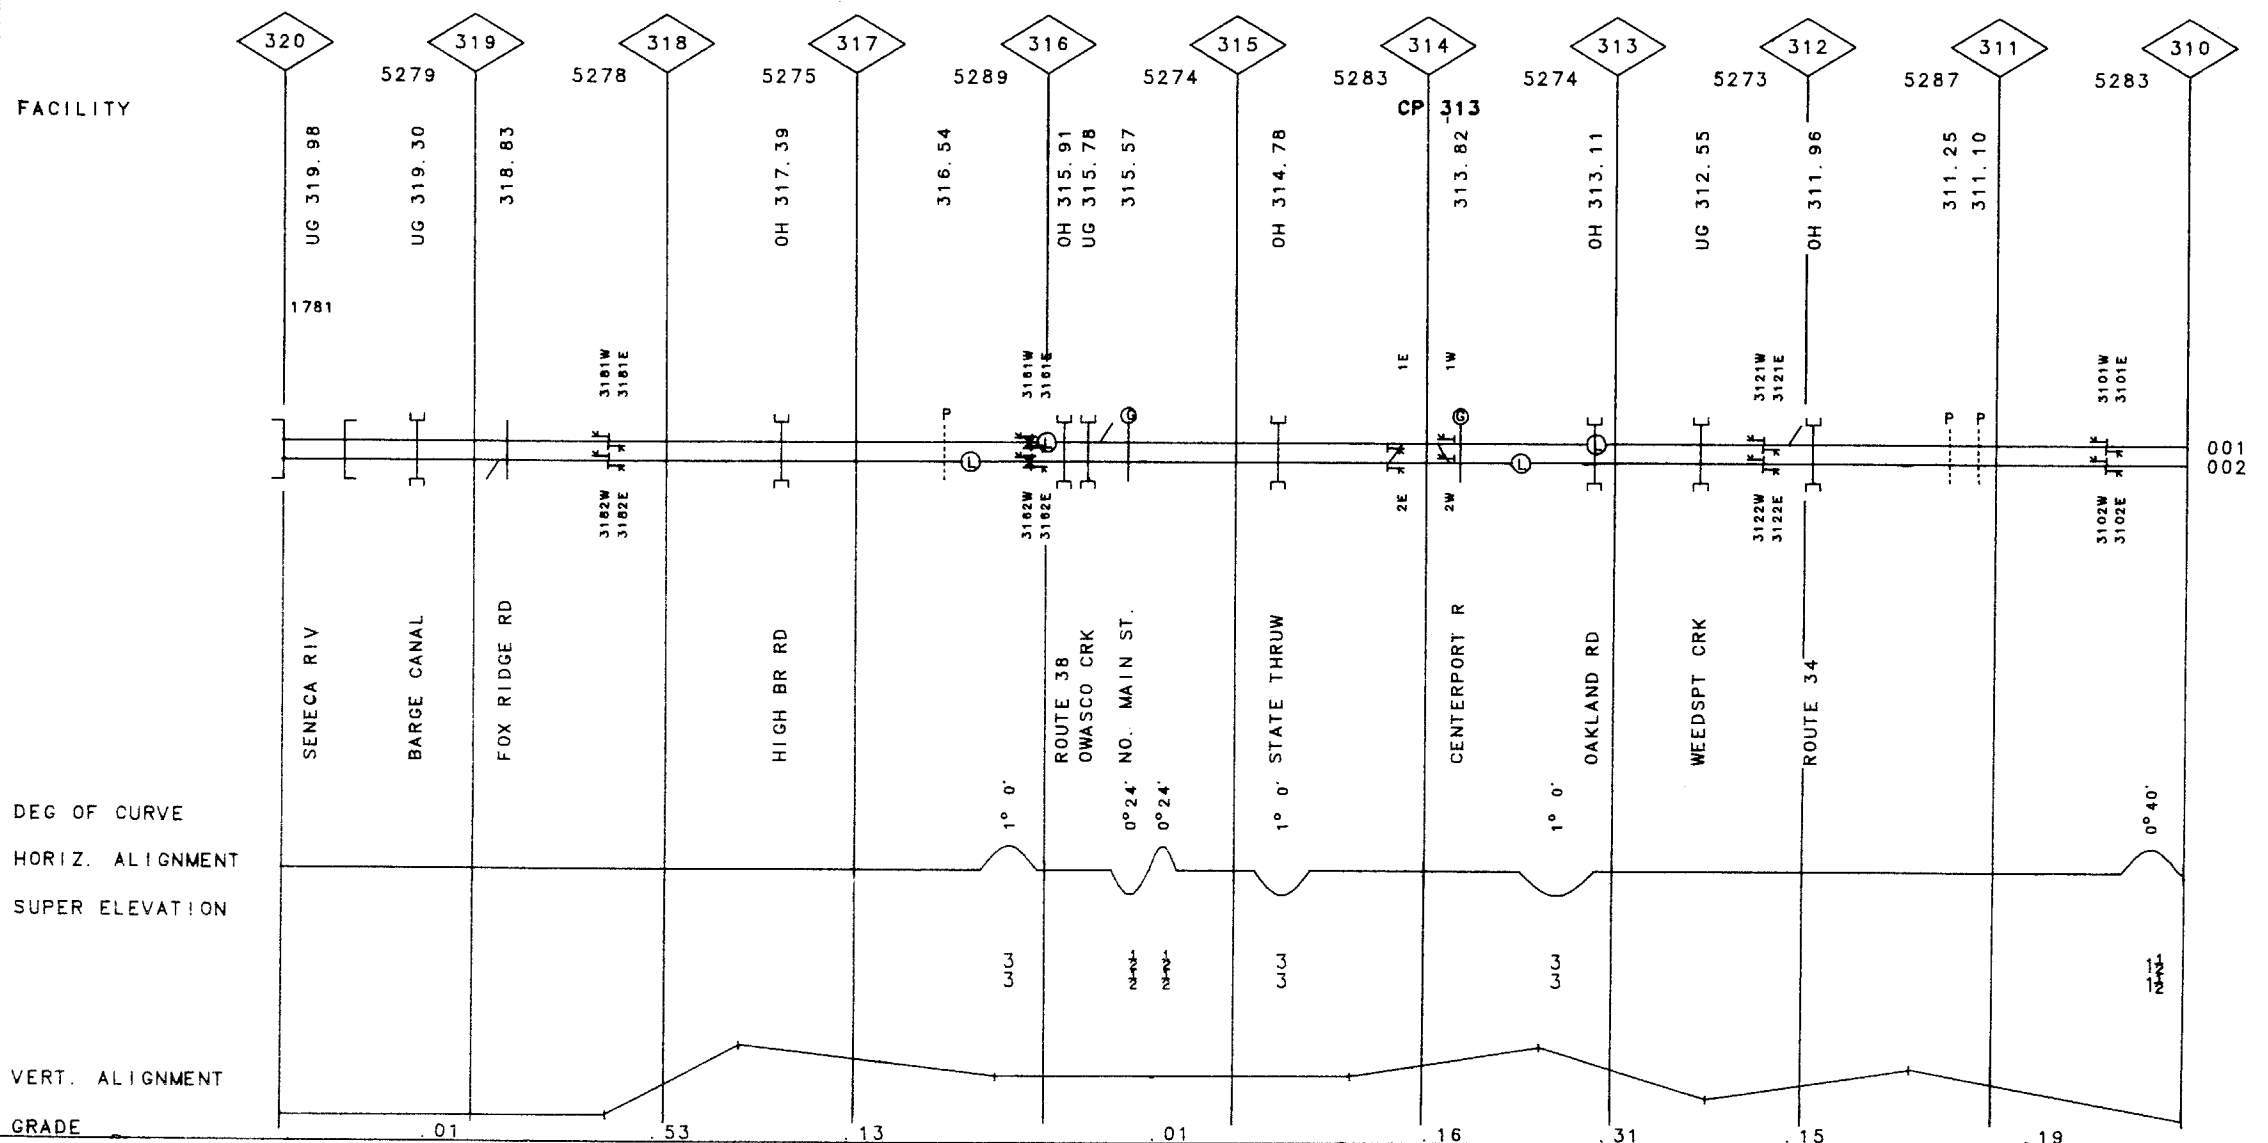 320 319 318 317 316 315 314 313 312 311 310
5279 5278 5275 5289 5274 5283 5274 5273 5287 5283
FACILITY
CP 313
UG 319.98
UG 319.30
318.83
OH 317.39
316.54
OH 315.91
UG 315.78
315.57
OH 314.78
313.82
OH 313.11
UG 312.55
OH 311.96
311.25
311.10
1781
3181W
3181E
3161W
3161E
1E
1W
3121W
3121E
3101W
3101E
P
L
G
G
L
P
P
L
L
001
002
3182W
3182E
3162W
3162E
2E
2W
3122W
3122E
3102W
3102E
SENECA RIV
BARGE CANAL
FOX RIDGE RD
HIGH BR RD
ROUTE 38
OWASCO CRK
NO. MAIN ST.
STATE THRUW
CENTERPORT R
OAKLAND RD
WEEDSPT CRK
ROUTE 34
DEG OF CURVE
1° 0'
0°24'
0°24'
1° 0'
1° 0'
0°40'
HORIZ. ALIGNMENT
SUPER ELEVATION
3 3 3
3 3 3
VERT. ALIGNMENT
GRADE
.01 .53 .13 .01 .16 .31 .15 .19